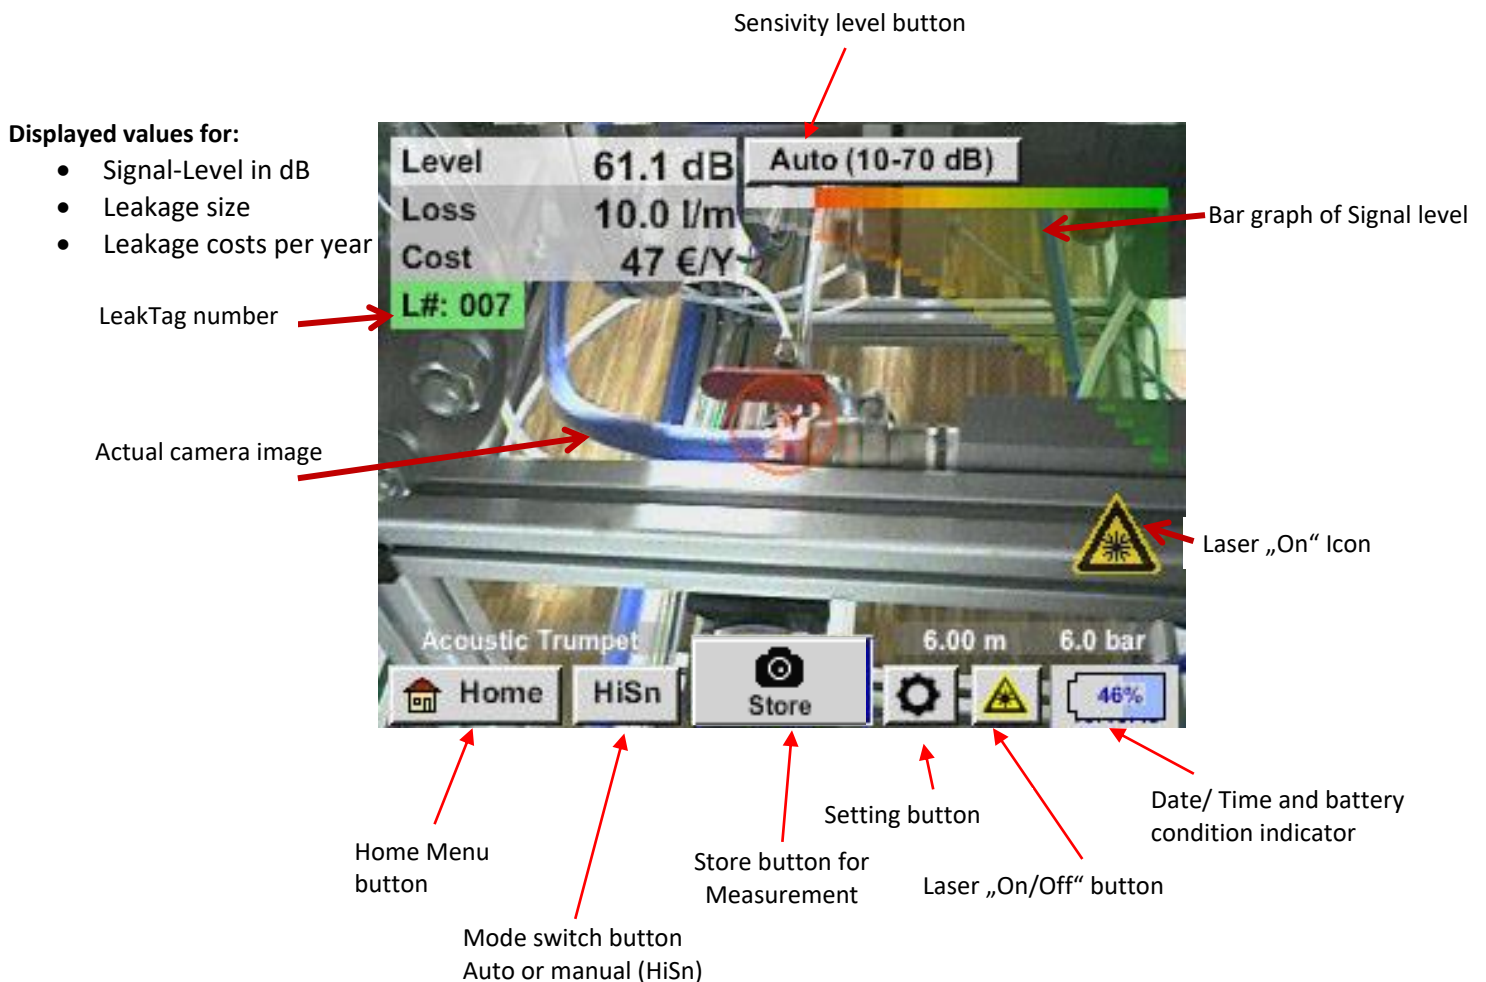 Sensivity level button
Displayed values for:
• Signal-Level in dB
• Leakage size
• Leakage costs per year
LeakTag number
Actual camera image
Level 61.1 dB
Loss 10.0 l/m
Cost 47 €/Y
L#: 007
Auto (10-70 dB)
Bar graph of Signal level
Laser „On“ Icon
Acoustic Trumpet
6.00 m 6.0 bar
Home
HiSn
Store
46%
Home Menu
button
Mode switch button
Auto or manual (HiSn)
Store button for
Measurement
Setting button
Laser „On/Off“ button
Date/ Time and battery
condition indicator